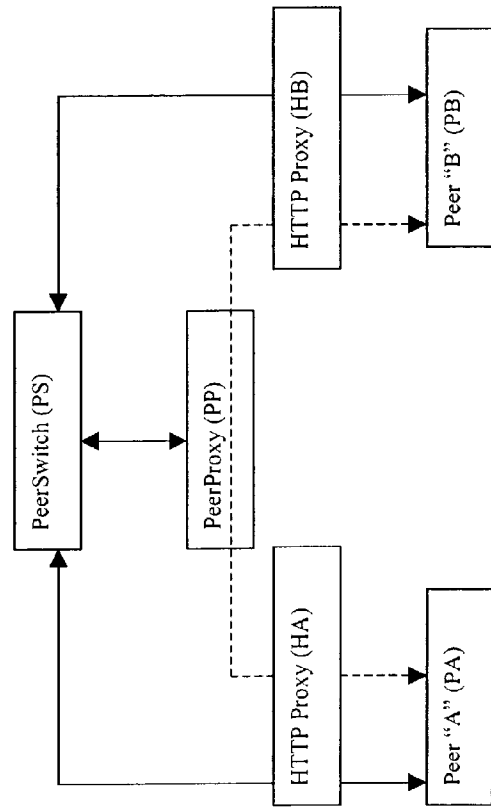 PeerSwitch (PS)
PeerProxy (PP)
HTTP Proxy (HA)
HTTP Proxy (HB)
Peer “A” (PA)
Peer “B” (PB)